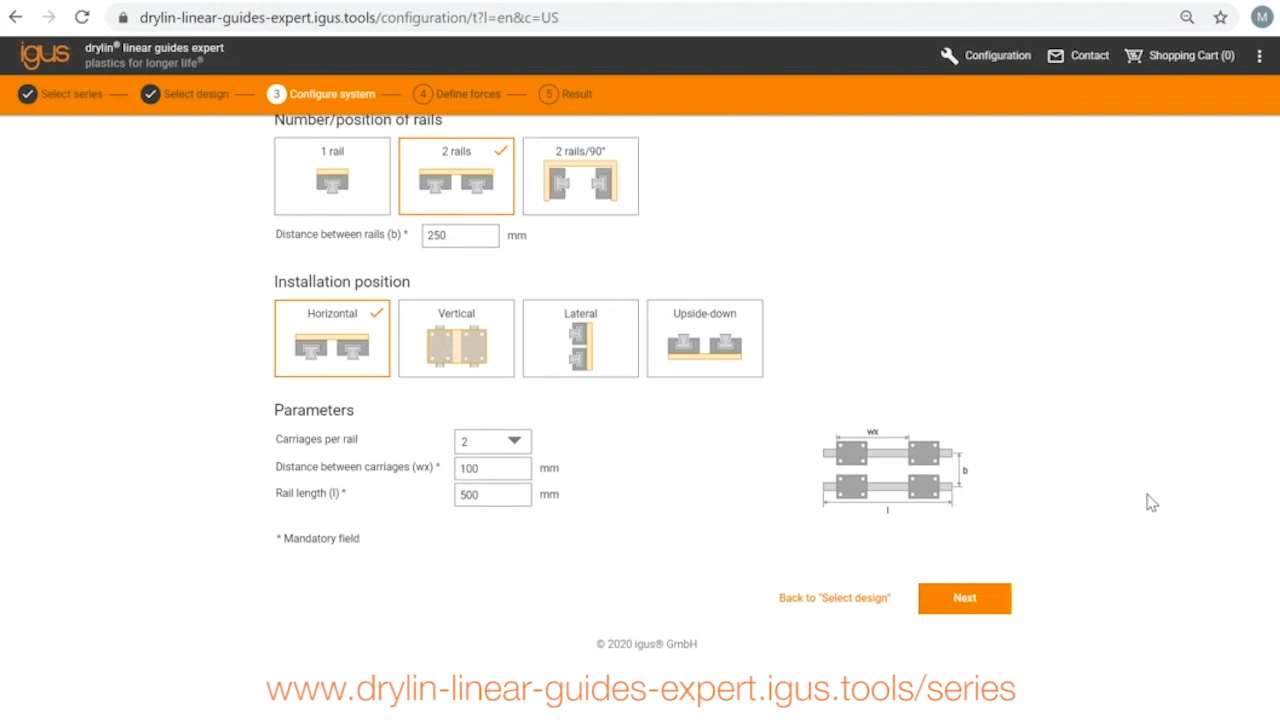 drylin-linear-guides-expert.igus.tools/configuration/t?l=en&c=US
M
igus
drylin® linear guides expert
plastics for longer life®
Configuration
Contact
Shopping Cart (0)
Select series
Select design
3 Configure system
4 Define forces
5 Result
Number/position of rails
1 rail
2 rails
2 rails/90°
Distance between rails (b) * 250 mm
Installation position
Horizontal
Vertical
Lateral
Upside-down
Parameters
Carriages per rail 2
Distance between carriages (wx) * 100 mm
Rail length (l) * 500 mm
wx
b
l
* Mandatory field
Back to "Select design"
Next
© 2020 igus® GmbH
www.drylin-linear-guides-expert.igus.tools/series